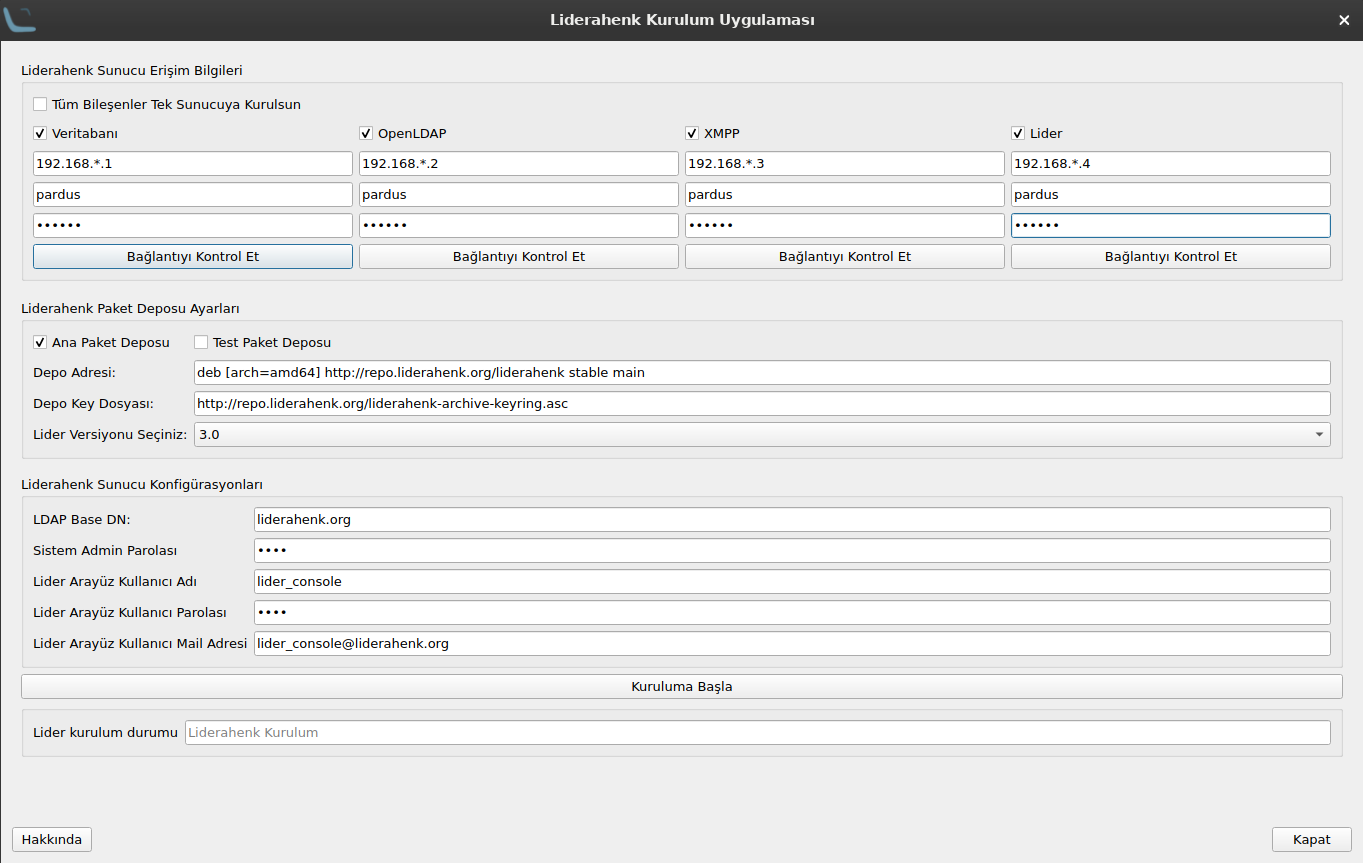 Liderahenk Kurulum Uygulaması
Liderahenk Sunucu Erişim Bilgileri
Tüm Bileşenler Tek Sunucuya Kurulsun
Veritabanı OpenLDAP XMPP Lider
192.168.*.1 192.168.*.2 192.168.*.3 192.168.*.4
pardus pardus pardus pardus
•••••• •••••• •••••• ••••••
Bağlantıyı Kontrol Et Bağlantıyı Kontrol Et Bağlantıyı Kontrol Et Bağlantıyı Kontrol Et
Liderahenk Paket Deposu Ayarları
Ana Paket Deposu Test Paket Deposu
Depo Adresi: deb [arch=amd64] http://repo.liderahenk.org/liderahenk stable main
Depo Key Dosyası: http://repo.liderahenk.org/liderahenk-archive-keyring.asc
Lider Versiyonu Seçiniz: 3.0
Liderahenk Sunucu Konfigürasyonları
LDAP Base DN: liderahenk.org
Sistem Admin Parolası ••••
Lider Arayüz Kullanıcı Adı lider_console
Lider Arayüz Kullanıcı Parolası ••••
Lider Arayüz Kullanıcı Mail Adresi lider_console@liderahenk.org
Kuruluma Başla
Lider kurulum durumu Liderahenk Kurulum
Hakkında Kapat